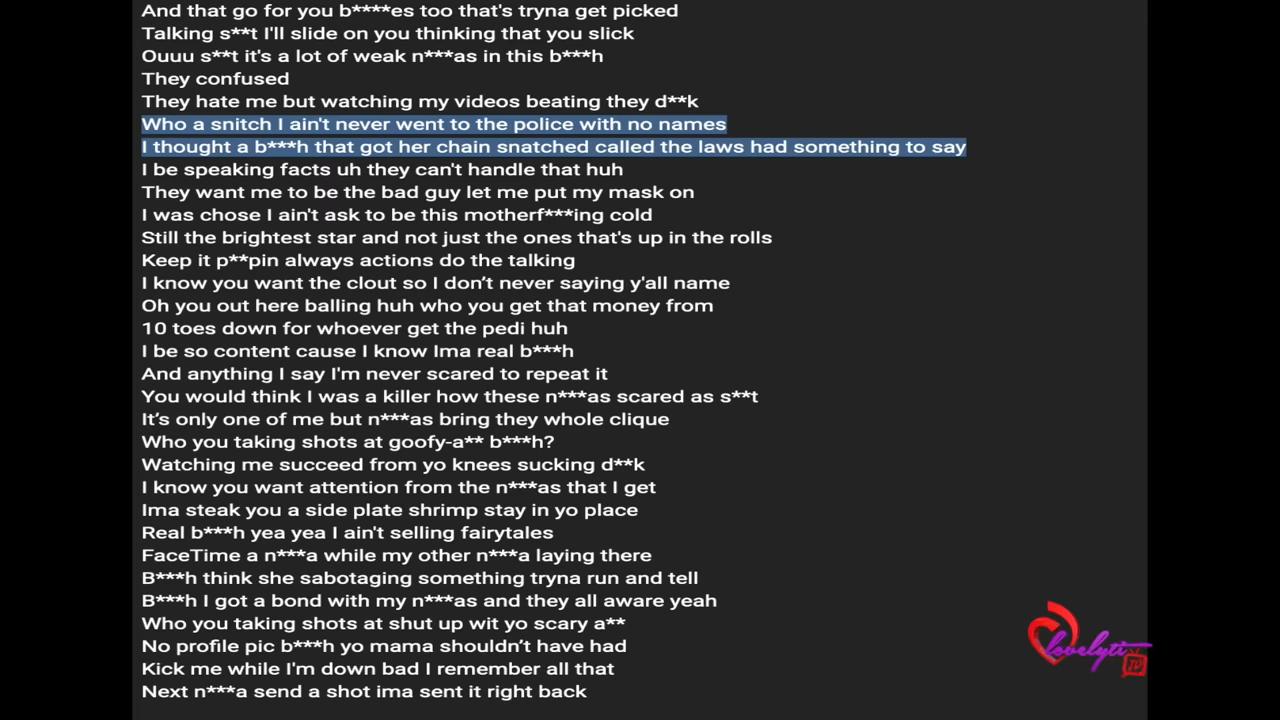 And that go for you b****es too that's tryna get picked
Talking s**t I'll slide on you thinking that you slick
Ouuu s**t it's a lot of weak n***as in this b***h
They confused
They hate me but watching my videos beating they d**k
Who a snitch I ain't never went to the police with no names
I thought a b***h that got her chain snatched called the laws had something to say
I be speaking facts uh they can't handle that huh
They want me to be the bad guy let me put my mask on
I was chose I ain't ask to be this motherf***ing cold
Still the brightest star and not just the ones that's up in the rolls
Keep it p**pin always actions do the talking
I know you want the clout so I don’t never saying y'all name
Oh you out here balling huh who you get that money from
10 toes down for whoever get the pedi huh
I be so content cause I know Ima real b***h
And anything I say I'm never scared to repeat it
You would think I was a killer how these n***as scared as s**t
It’s only one of me but n***as bring they whole clique
Who you taking shots at goofy-a** b***h?
Watching me succeed from yo knees sucking d**k
I know you want attention from the n***as that I get
Ima steak you a side plate shrimp stay in yo place
Real b***h yea yea I ain't selling fairytales
FaceTime a n***a while my other n***a laying there
B***h think she sabotaging something tryna run and tell
B***h I got a bond with my n***as and they all aware yeah
Who you taking shots at shut up wit yo scary a**
No profile pic b***h yo mama shouldn’t have had
Kick me while I'm down bad I remember all that
Next n***a send a shot ima sent it right back
lovelyti
TV